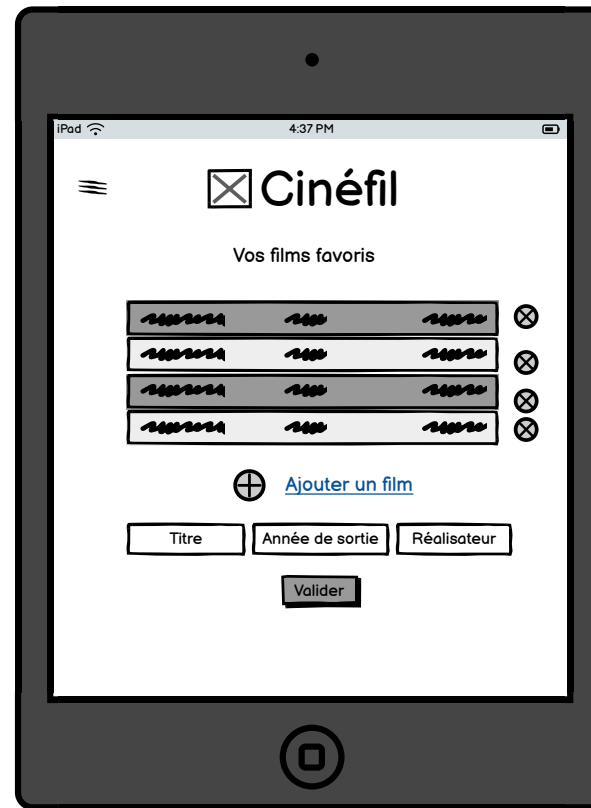 iPad 4:37 PM
Cinéfil
Vos films favoris
Ajouter un film
Titre Année de sortie Réalisateur
Valider